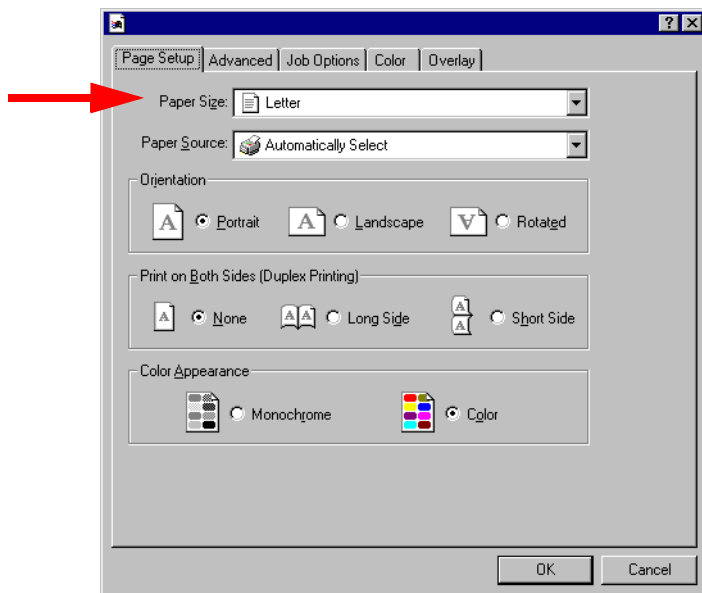 Page Setup Advanced Job Options Color Overlay
Paper Size: Letter
Paper Source: Automatically Select
Orientation
A Portrait A Landscape A Rotated
Print on Both Sides (Duplex Printing)
A None AA Long Side A A Short Side
Color Appearance
Monochrome Color
OK Cancel